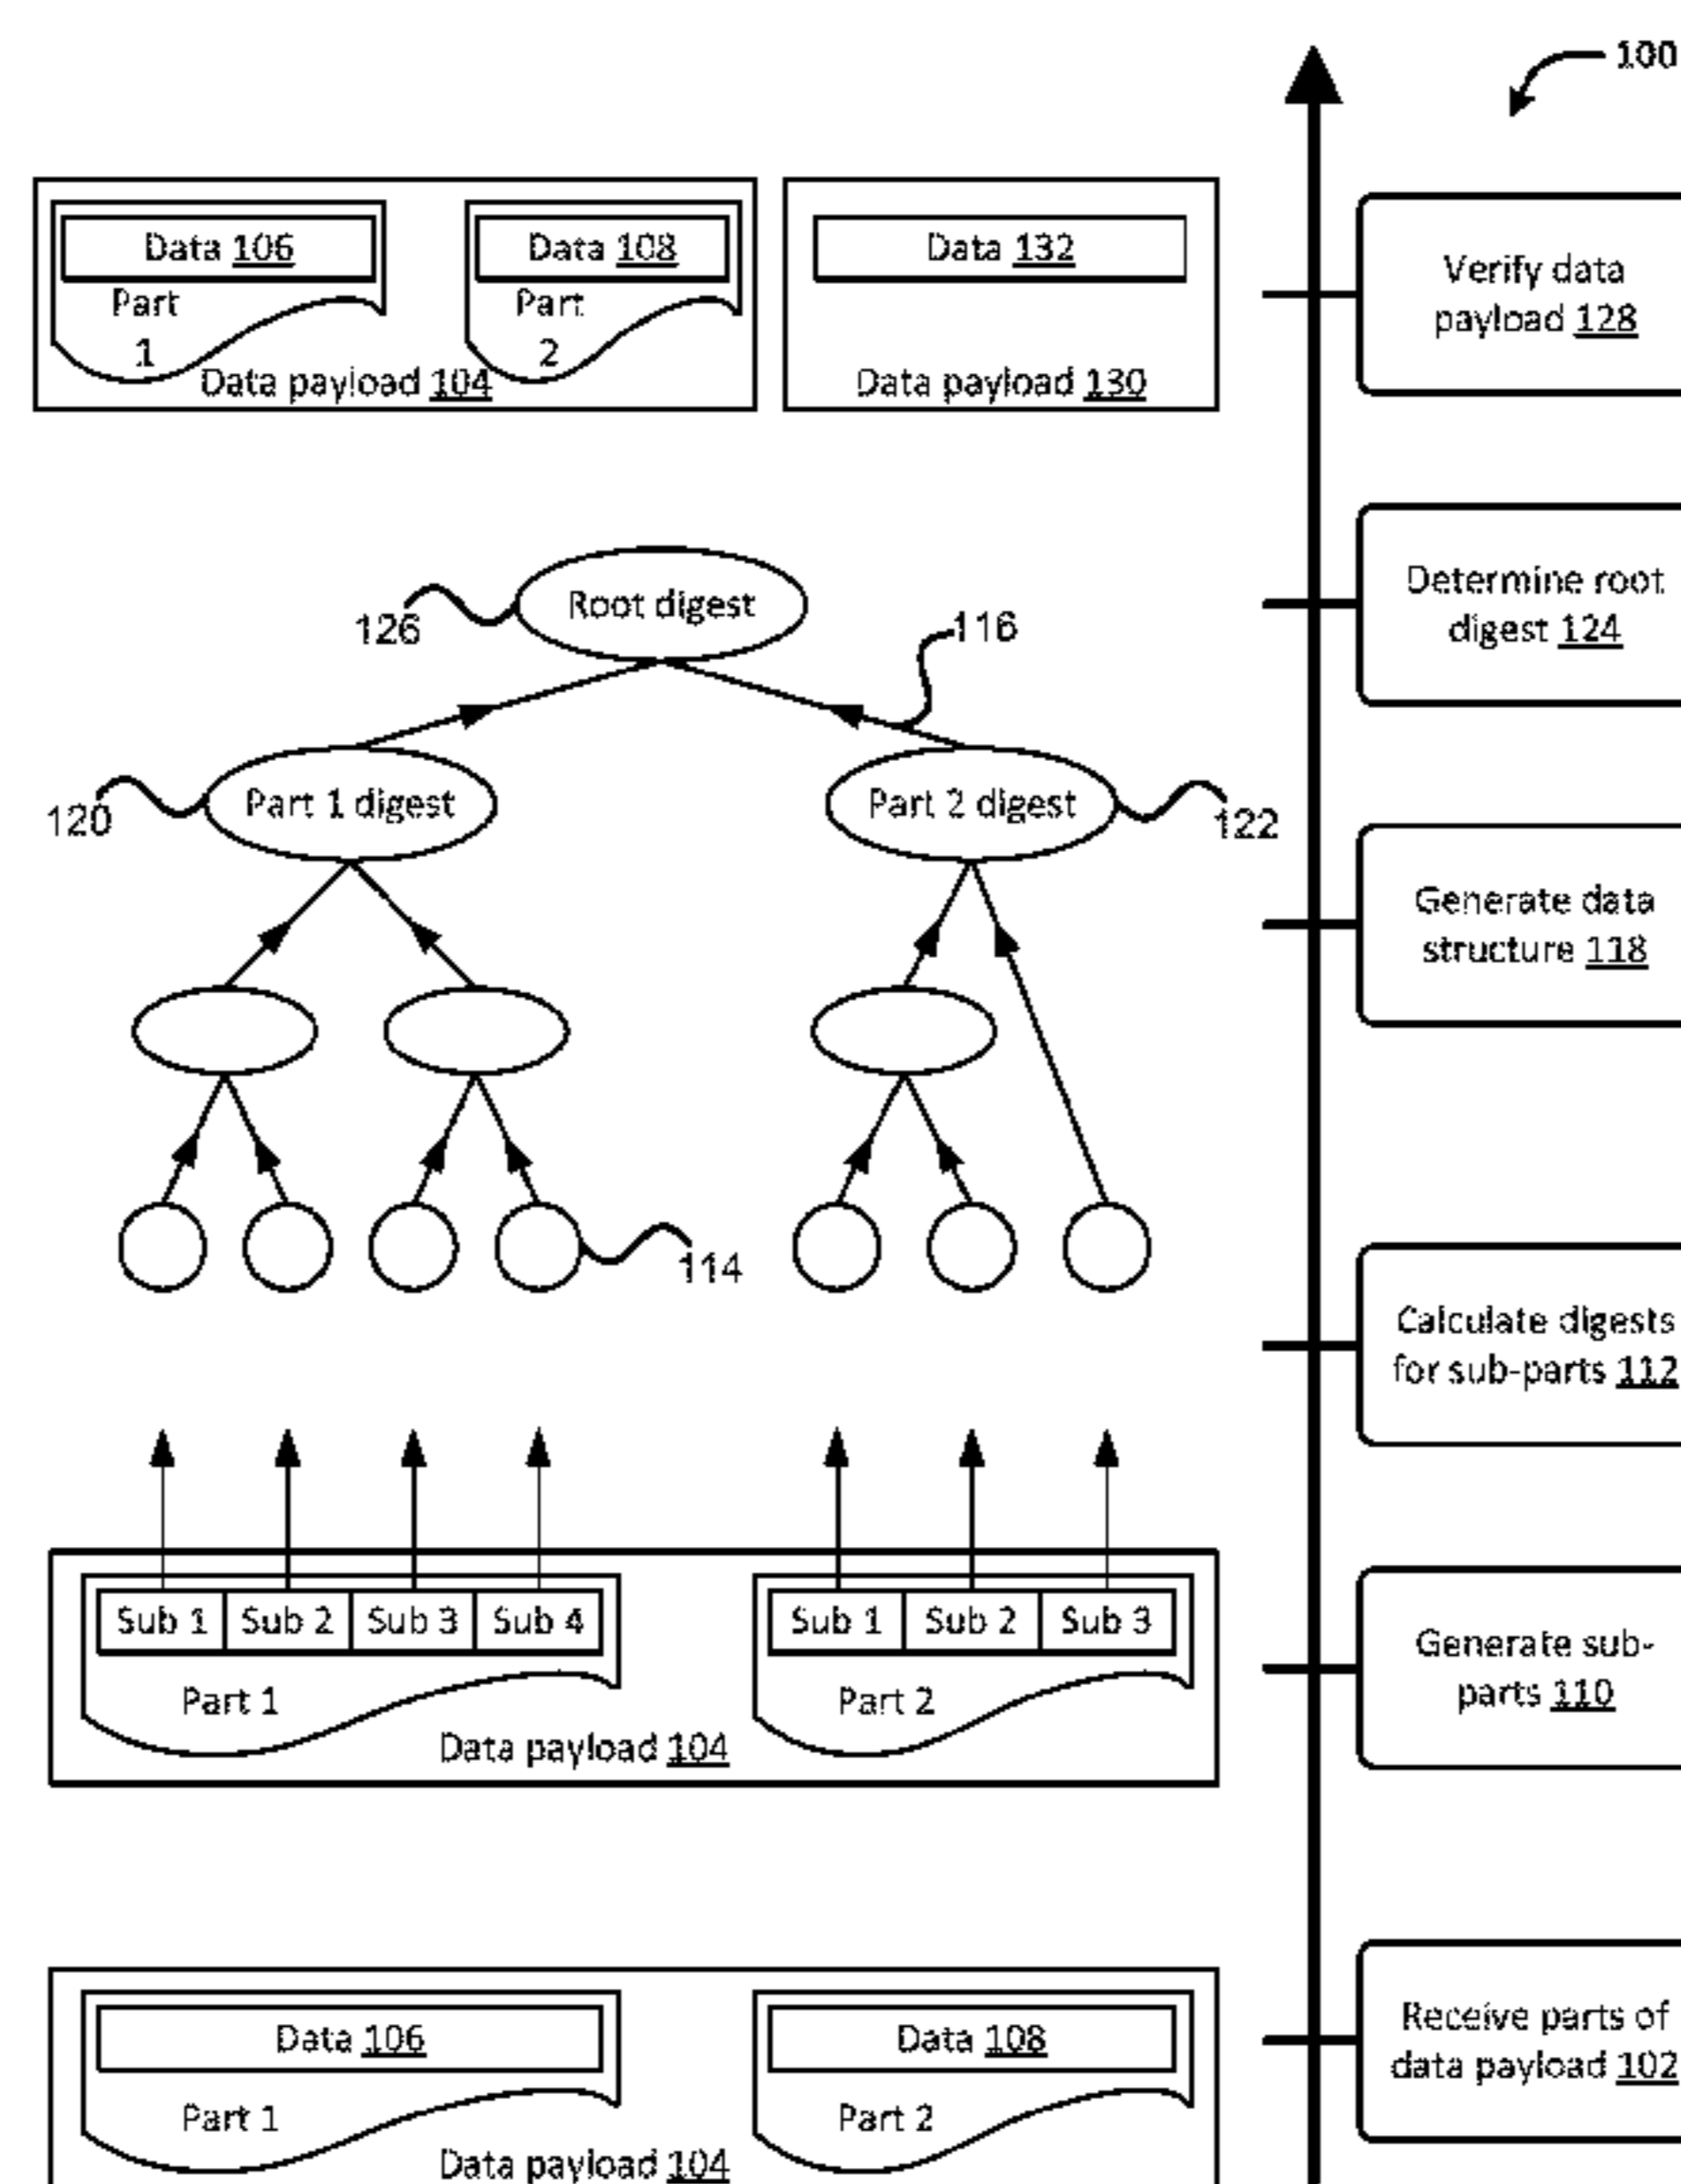 100
Data 106
Part
1
Data 108
Part
2
Data payload 104
Data 132
Data payload 130
Verify data
payload 128
Root digest
126
116
Determine root
digest 124
Part 1 digest
120
Part 2 digest
122
Generate data
structure 118
114
Calculate digests
for sub-parts 112
Sub 1
Sub 2
Sub 3
Sub 4
Part 1
Sub 1
Sub 2
Sub 3
Part 2
Data payload 104
Generate sub-
parts 110
Data 106
Part 1
Data 108
Part 2
Data payload 104
Receive parts of
data payload 102